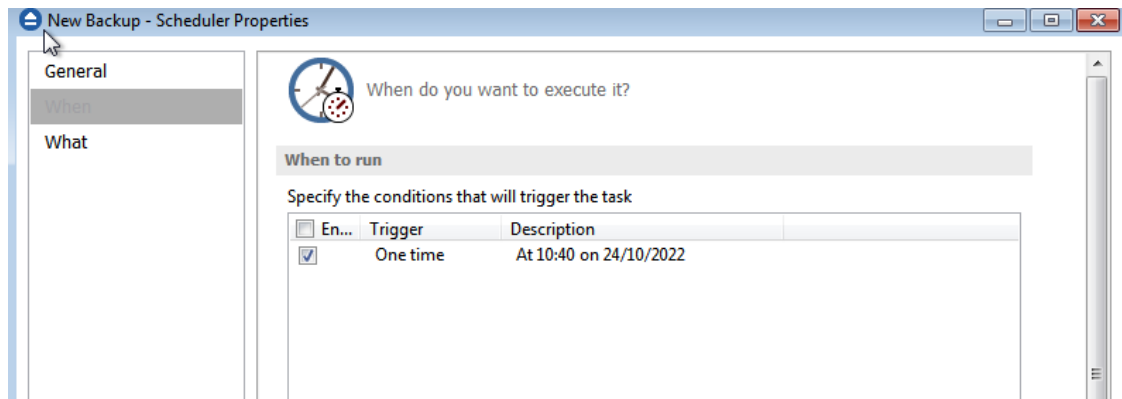 New Backup - Scheduler Properties
General
When
What
When do you want to execute it?
When to run
Specify the conditions that will trigger the task
En... Trigger Description
One time At 10:40 on 24/10/2022